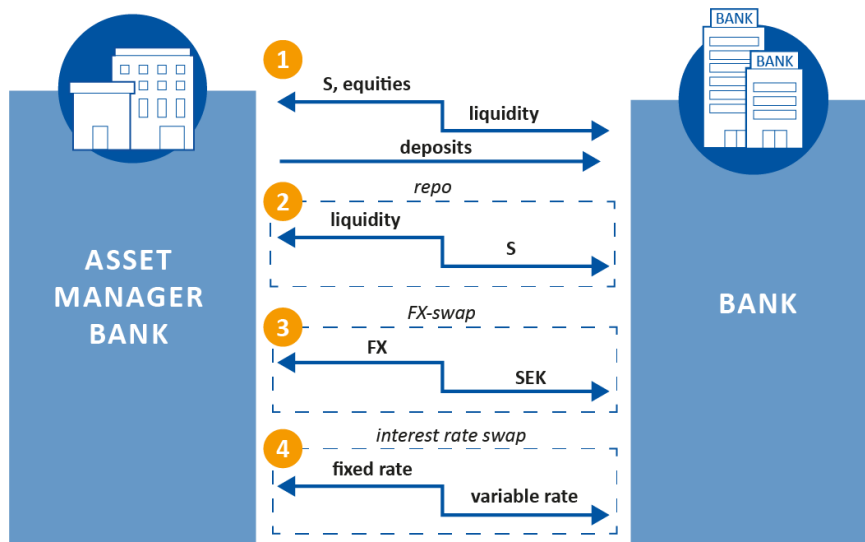 BANK
BANK
1
S, equities
liquidity
deposits
repo
2
liquidity
S
ASSET
MANAGER
BANK
BANK
FX-swap
3
FX
SEK
interest rate swap
4
fixed rate
variable rate